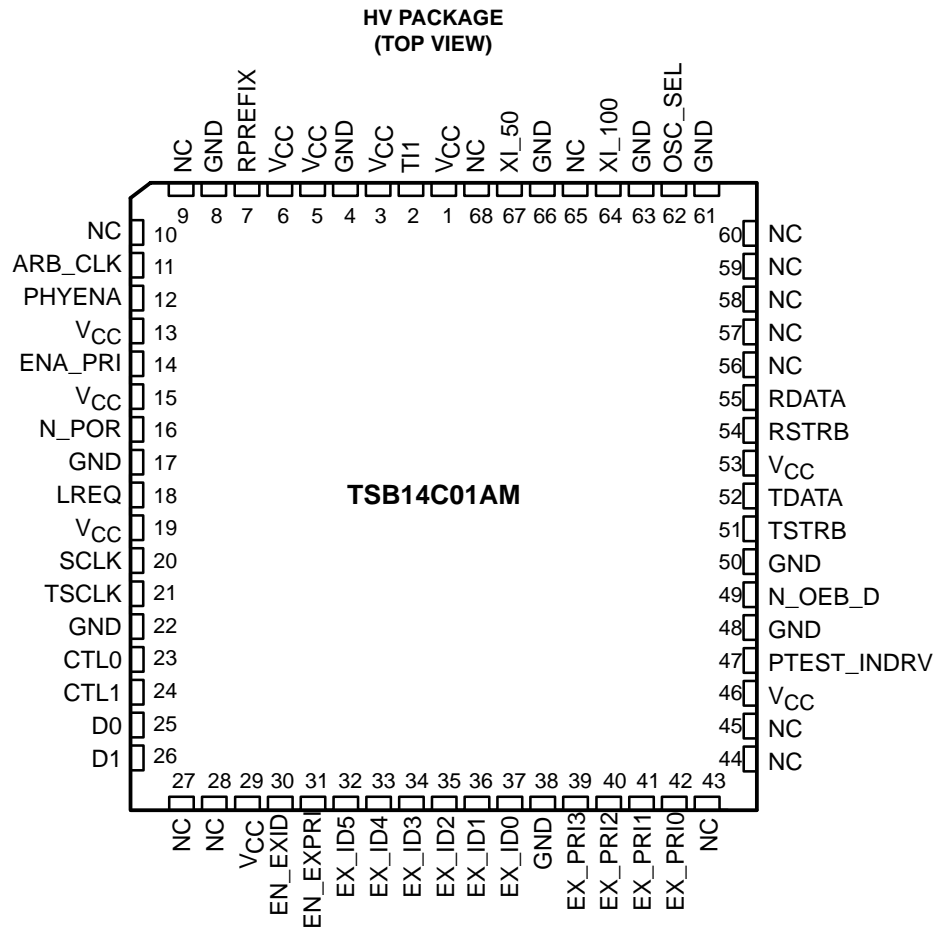 HV PACKAGE
(TOP VIEW)
NC GND RPREFIX VCC VCC GND VCC TI1 VCC NC XI_50 GND NC XI_100 GND OSC_SEL GND
9 8 7 6 5 4 3 2 1 68 67 66 65 64 63 62 61
NC 10 60 NC
ARB_CLK 11 59 NC
PHYENA 12 58 NC
VCC 13 57 NC
ENA_PRI 14 56 NC
VCC 15 55 RDATA
N_POR 16 54 RSTRB
GND 17 53 VCC
LREQ 18 52 TDATA
TSB14C01AM
VCC 19 51 TSTRB
SCLK 20 50 GND
TSCLK 21 49 N_OEB_D
GND 22 48 GND
CTL0 23 47 PTEST_INDRV
CTL1 24 46 VCC
D0 25 45 NC
D1 26 44 NC
27 28 29 30 31 32 33 34 35 36 37 38 39 40 41 42 43
NC NC VCC EN_EXID EN_EXPRI EX_ID5 EX_ID4 EX_ID3 EX_ID2 EX_ID1 EX_ID0 GND EX_PRI3 EX_PRI2 EX_PRI1 EX_PRI0 NC